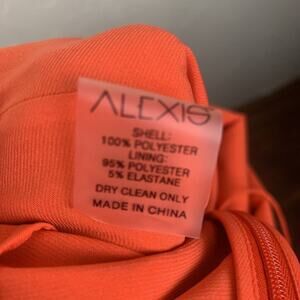 ALEXIS
SHELL:
100% POLYESTER
LINING:
95% POLYESTER
5% ELASTANE
DRY CLEAN ONLY
MADE IN CHINA